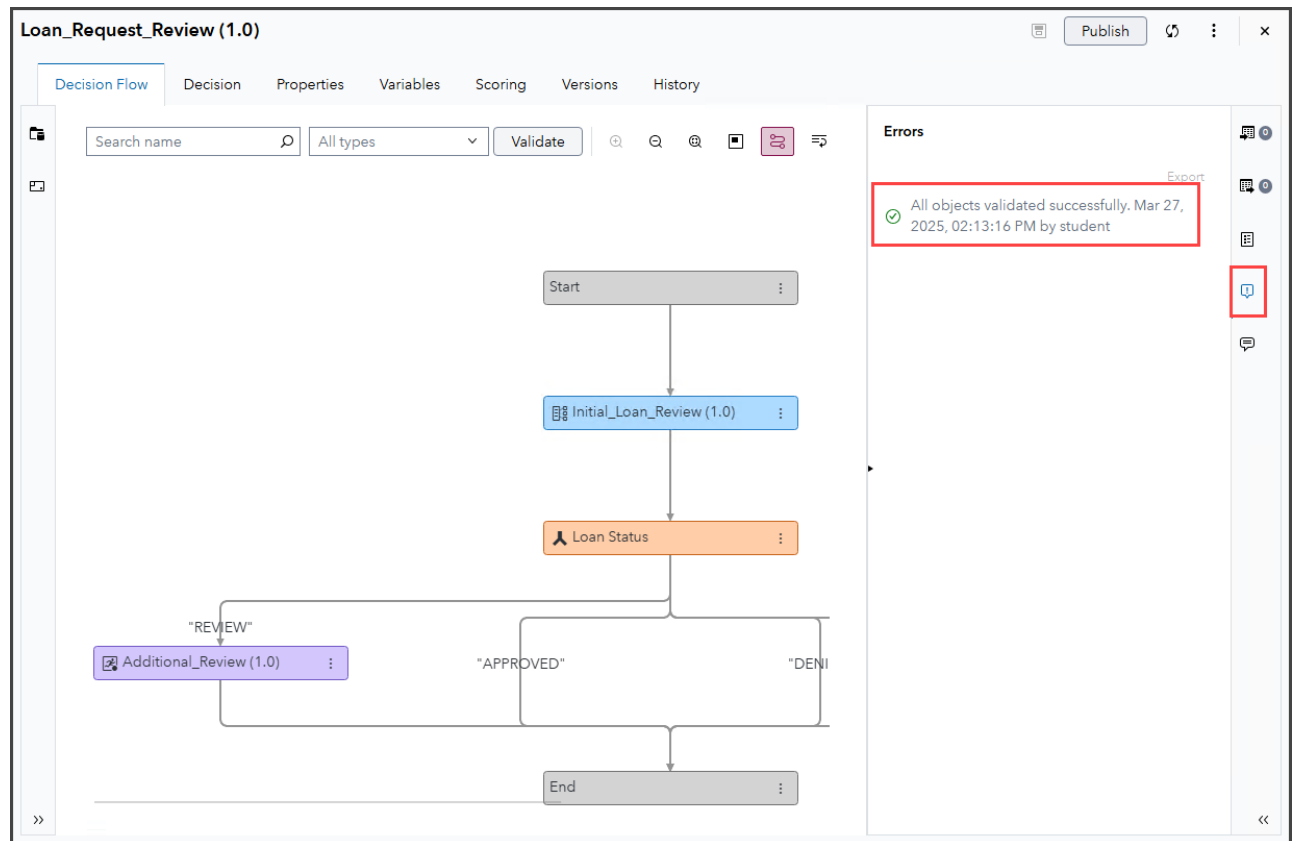 Loan_Request_Review (1.0)
Publish
Decision Flow
Decision
Properties
Variables
Scoring
Versions
History
Search name
All types
Validate
Errors
0
Export
All objects validated successfully. Mar 27,
2025, 02:13:16 PM by student
0
Start
Initial_Loan_Review (1.0)
Loan Status
"REVIEW"
Additional_Review (1.0)
"APPROVED"
"DENI
End